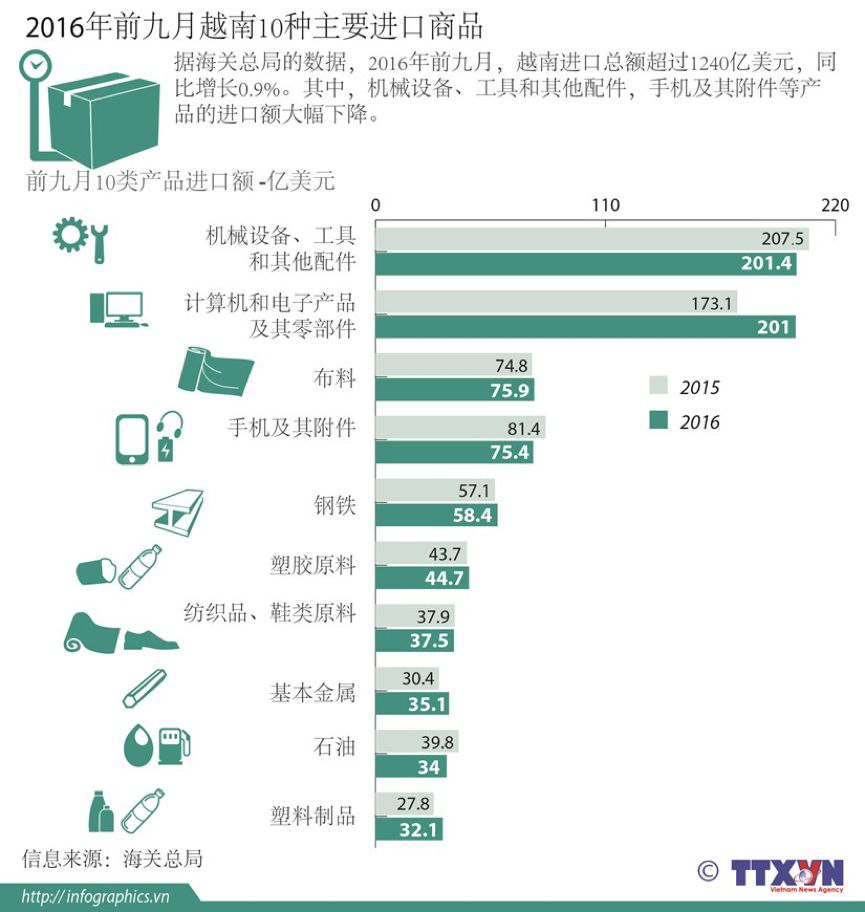 2016年前九月越南10种主要进口商品
据海关总局的数据，2016年前九月，越南进口总额超过1240亿美元，同
比增长0.9%。其中，机械设备、工具和其他配件，手机及其附件等产
品的进口额大幅下降。
前九月10类产品进口额 -亿美元
0 110 220
机械设备、工具
和其他配件
207.5
201.4
计算机和电子产品
及其零部件
173.1
201
布料
74.8
75.9
2015
2016
手机及其附件
81.4
75.4
钢铁
57.1
58.4
塑胶原料
43.7
44.7
纺织品、鞋类原料
37.9
37.5
基本金属
30.4
35.1
石油
39.8
34
塑料制品
27.8
32.1
信息来源：海关总局
© TTXVN
Vietnam News Agency
http://infographics.vn